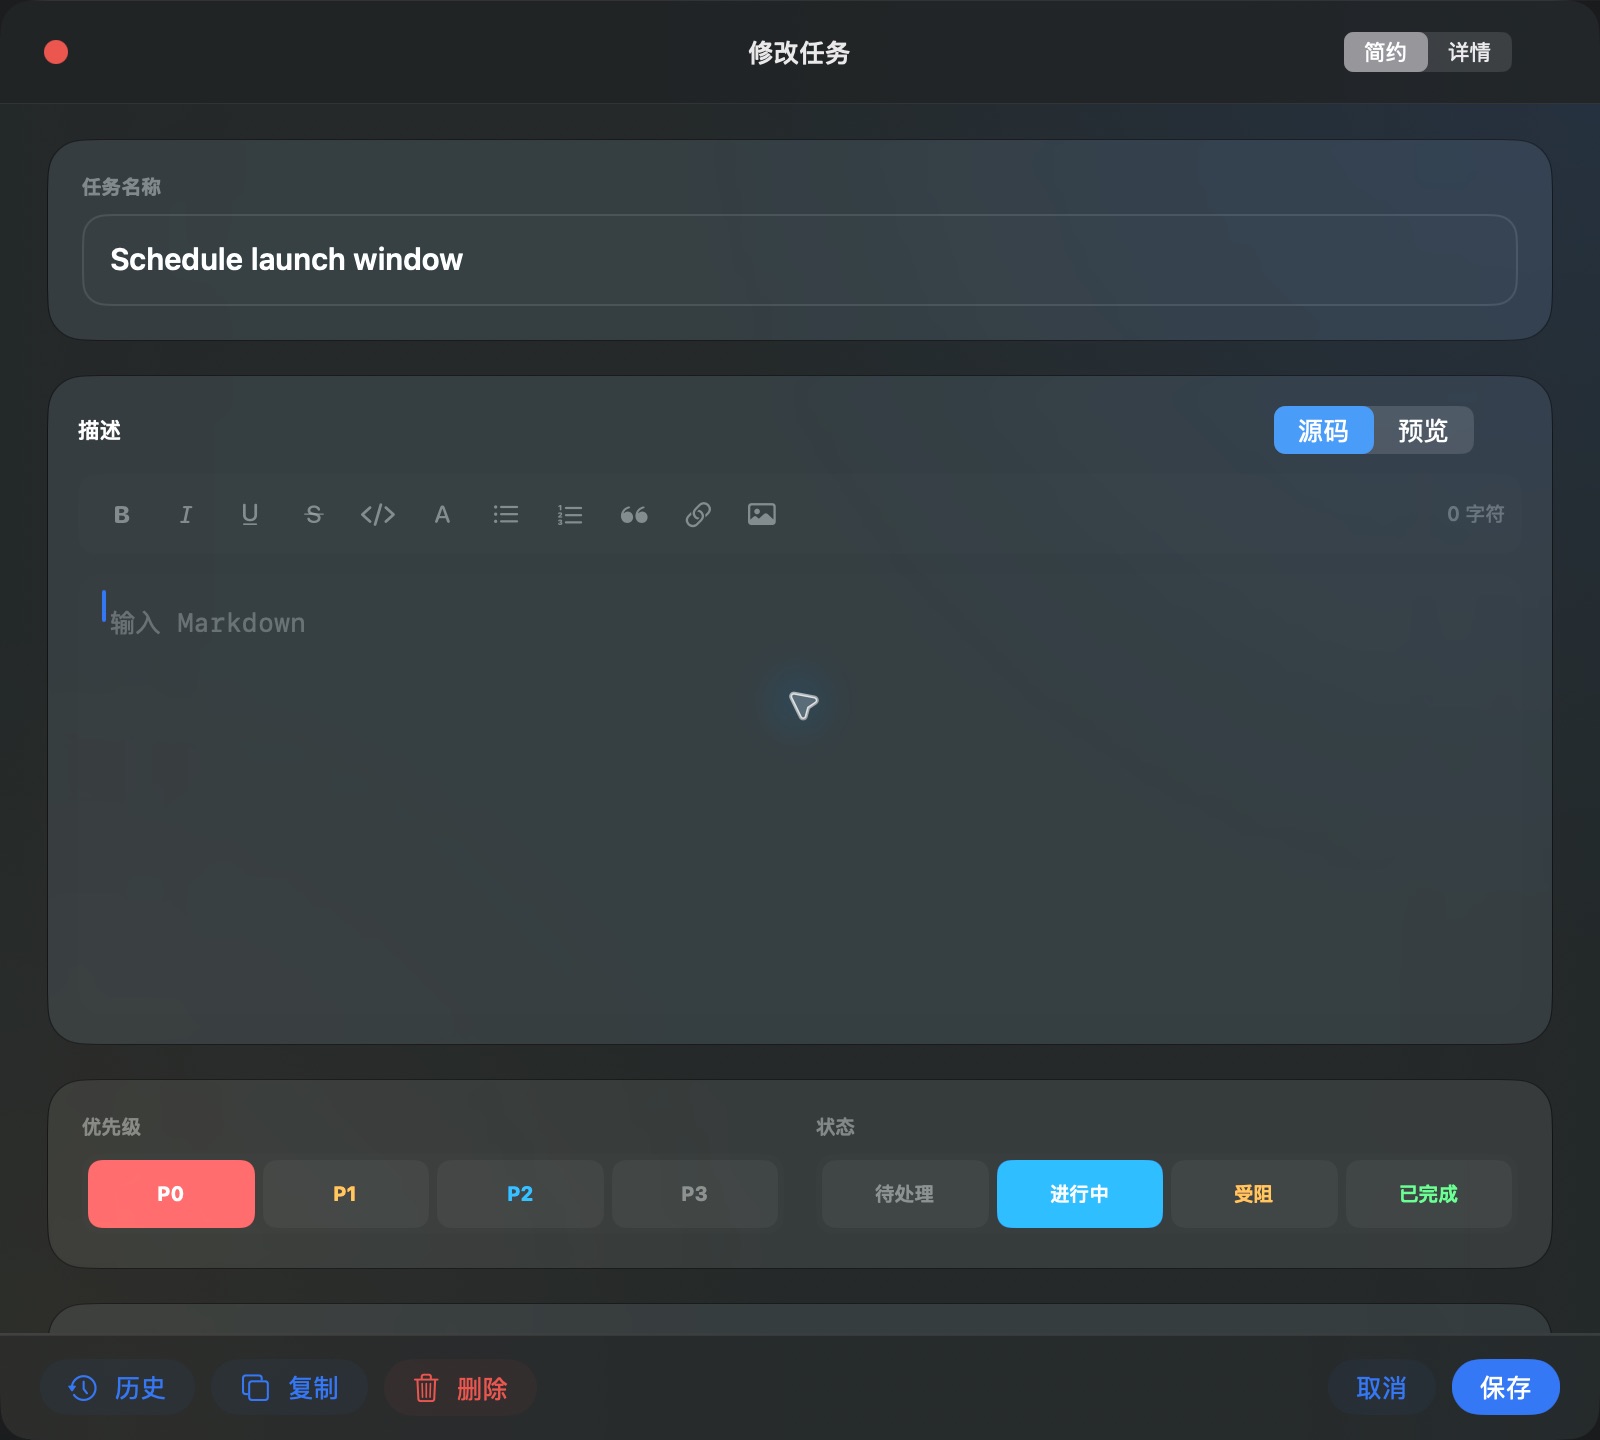 修改任务
简约 详情
任务名称
Schedule launch window
描述
源码 预览
B I U S </> A
0 字符
输入 Markdown
优先级
状态
P0 P1 P2 P3
待处理 进行中 受阻 已完成
历史 复制 删除
取消 保存